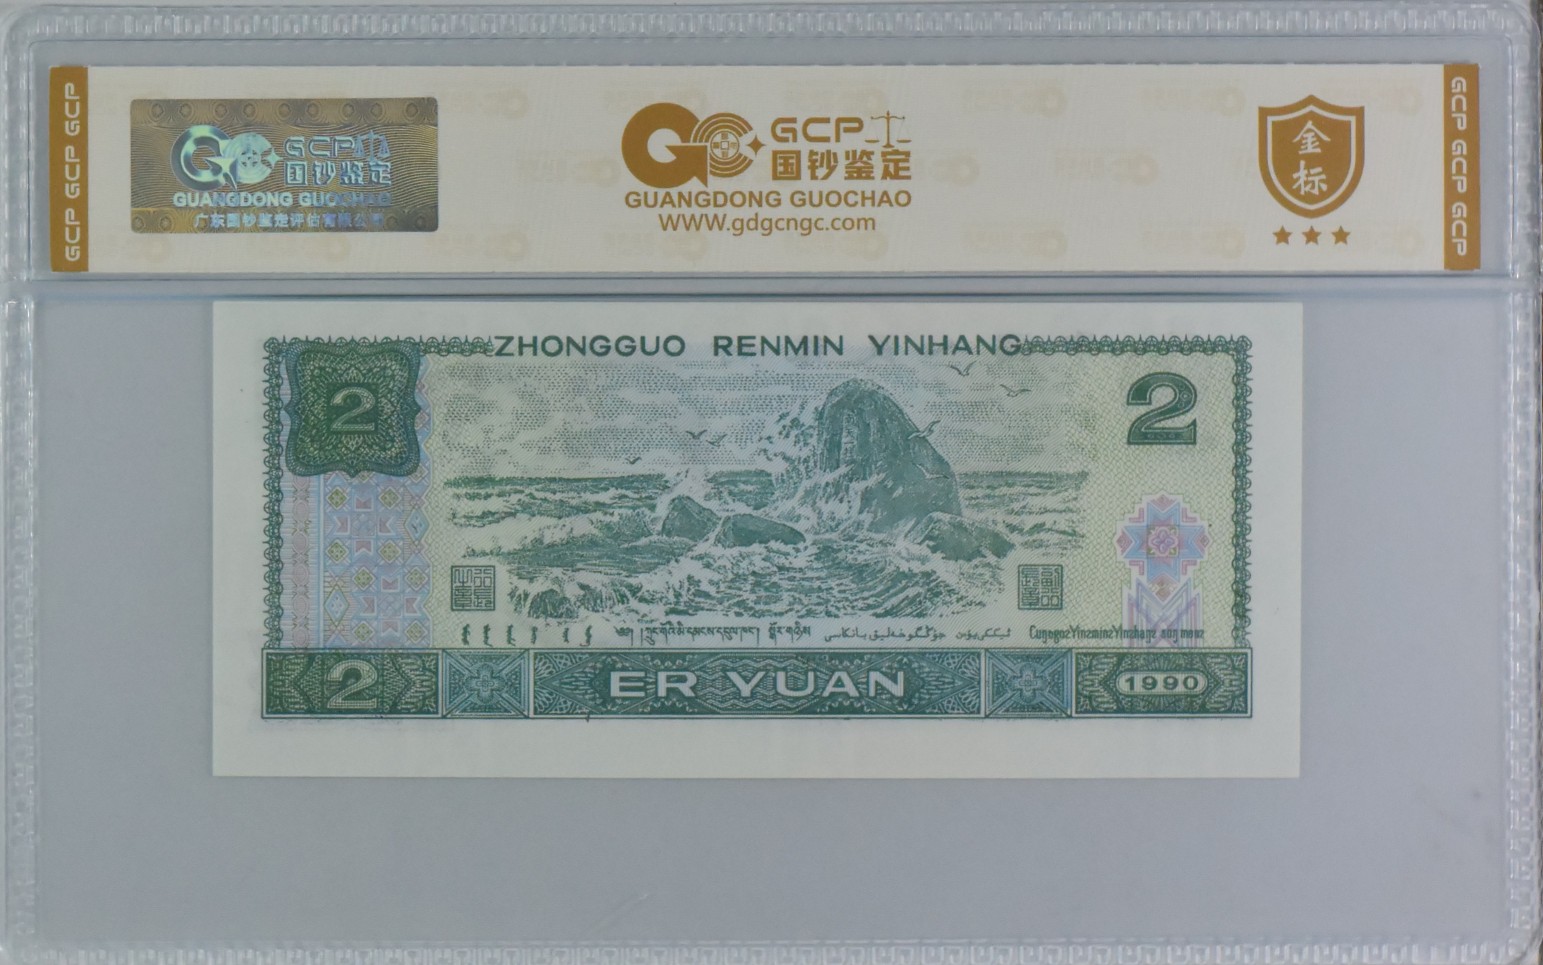 GCP GCP GCP
GCP
国钞鉴定
GUANGDONG GUOCHAO
广东国钞鉴定评估有限公司
GCP
国钞鉴定
GUANGDONG GUOCHAO
WWW.gdgcngc.com
金标
GCP GCP GCP
ZHONGGUO RENMIN YINHANG
2
2
2
ER YUAN
1990